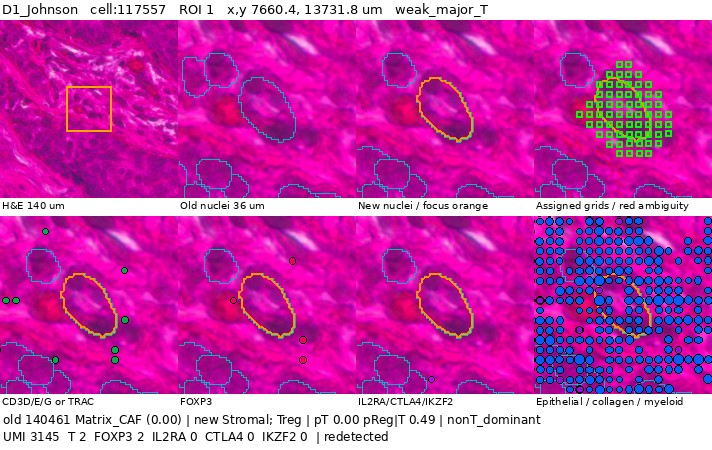 D1_Johnson cell:117557 ROI 1 x,y 7660.4, 13731.8 um weak_major_T
H&E 140 um
Old nuclei 36 um
New nuclei / focus orange
Assigned grids / red ambiguity
CD3D/E/G or TRAC
FOXP3
IL2RA/CTLA4/IKZF2
Epithelial / collagen / myeloid
old 140461 Matrix_CAF (0.00) | new Stromal; Treg | pT 0.00 pReg|T 0.49 | nonT_dominant
UMI 3145 T 2 FOXP3 2 IL2RA 0 CTLA4 0 IKZF2 0 | redetected